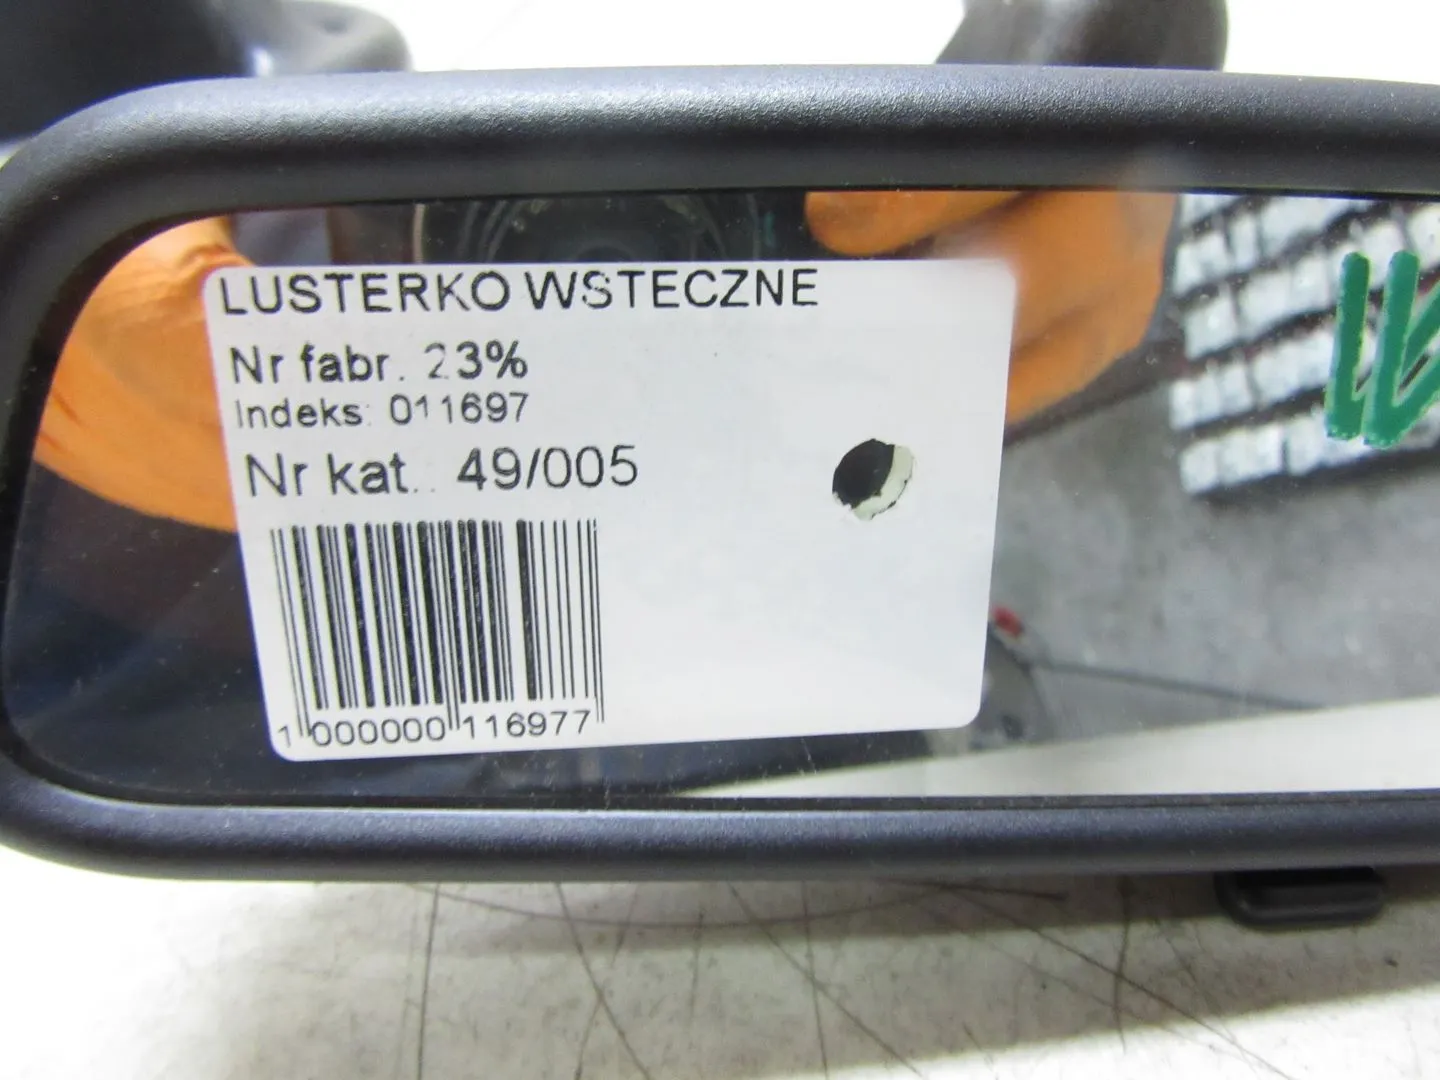 LUSTERKO WSTECZNE
Nr fabr. 23%
Indeks: 011697
Nr kat.: 49/005
1 000000 116977